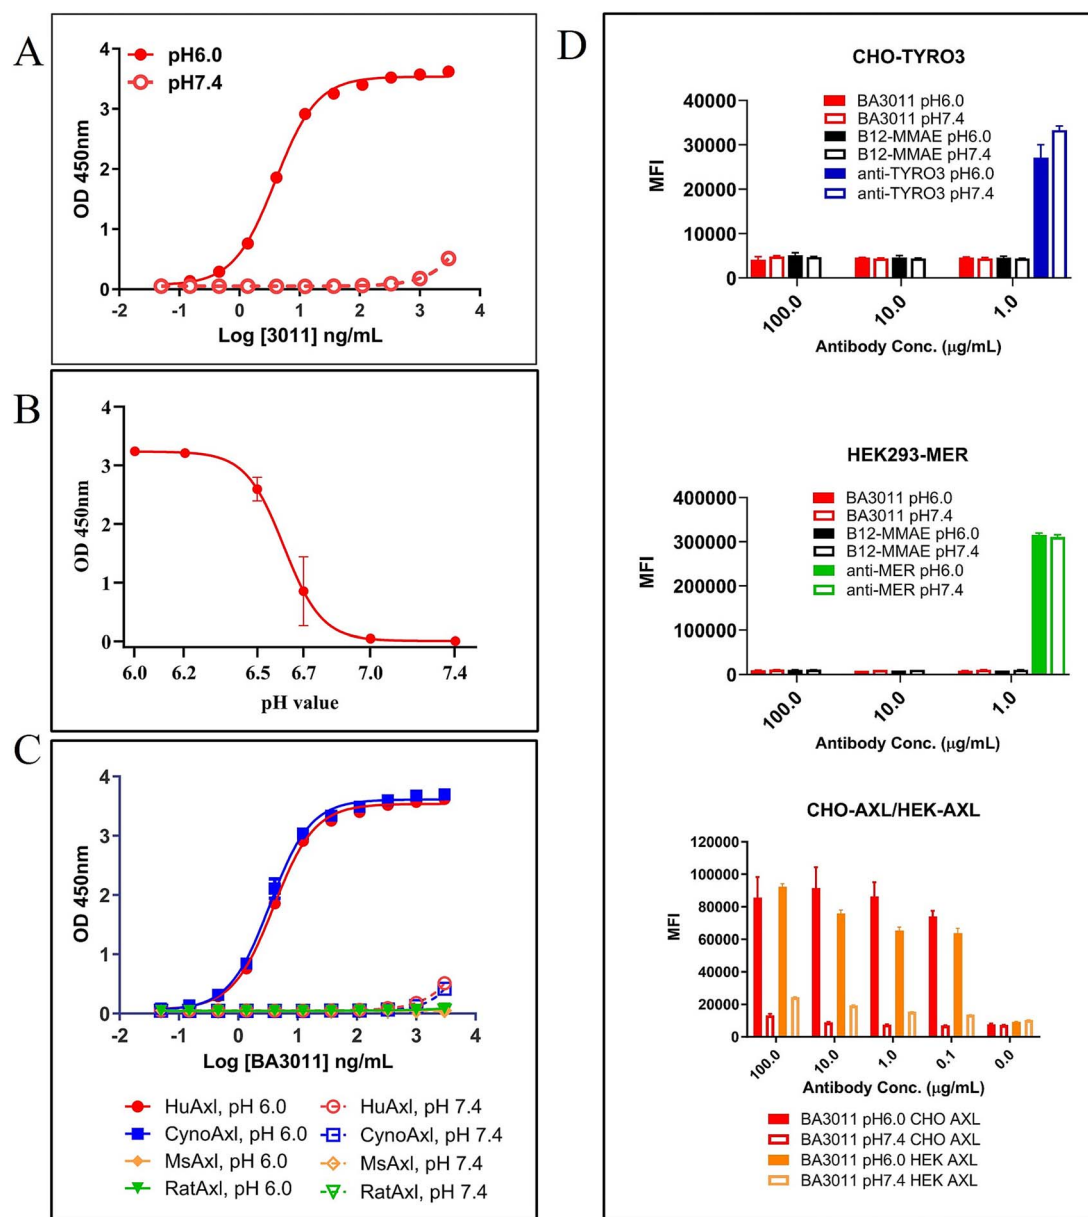 A
pH6.0
pH7.4
OD 450nm
4
3
2
1
0
-2 -1 0 1 2 3 4
Log [3011] ng/mL
B
OD 450nm
4
3
2
1
0
6.0 6.2 6.5 6.7 7.0 7.4
pH value
C
OD 450nm
4
3
2
1
0
-2 -1 0 1 2 3 4
Log [BA3011] ng/mL
HuAxl, pH 6.0 HuAxl, pH 7.4
CynoAxl, pH 6.0 CynoAxl, pH 7.4
MsAxl, pH 6.0 MsAxl, pH 7.4
RatAxl, pH 6.0 RatAxl, pH 7.4
D
CHO-TYRO3
BA3011 pH6.0
BA3011 pH7.4
B12-MMAE pH6.0
B12-MMAE pH7.4
anti-TYRO3 pH6.0
anti-TYRO3 pH7.4
MFI
40000
30000
20000
10000
0
100.0 10.0 1.0
Antibody Conc. (μg/mL)
HEK293-MER
BA3011 pH6.0
BA3011 pH7.4
B12-MMAE pH6.0
B12-MMAE pH7.4
anti-MER pH6.0
anti-MER pH7.4
MFI
400000
300000
200000
100000
0
100.0 10.0 1.0
Antibody Conc. (μg/mL)
CHO-AXL/HEK-AXL
MFI
120000
100000
80000
60000
40000
20000
0
100.0 10.0 1.0 0.1 0.0
Antibody Conc. (μg/mL)
BA3011 pH6.0 CHO AXL
BA3011 pH7.4 CHO AXL
BA3011 pH6.0 HEK AXL
BA3011 pH7.4 HEK AXL